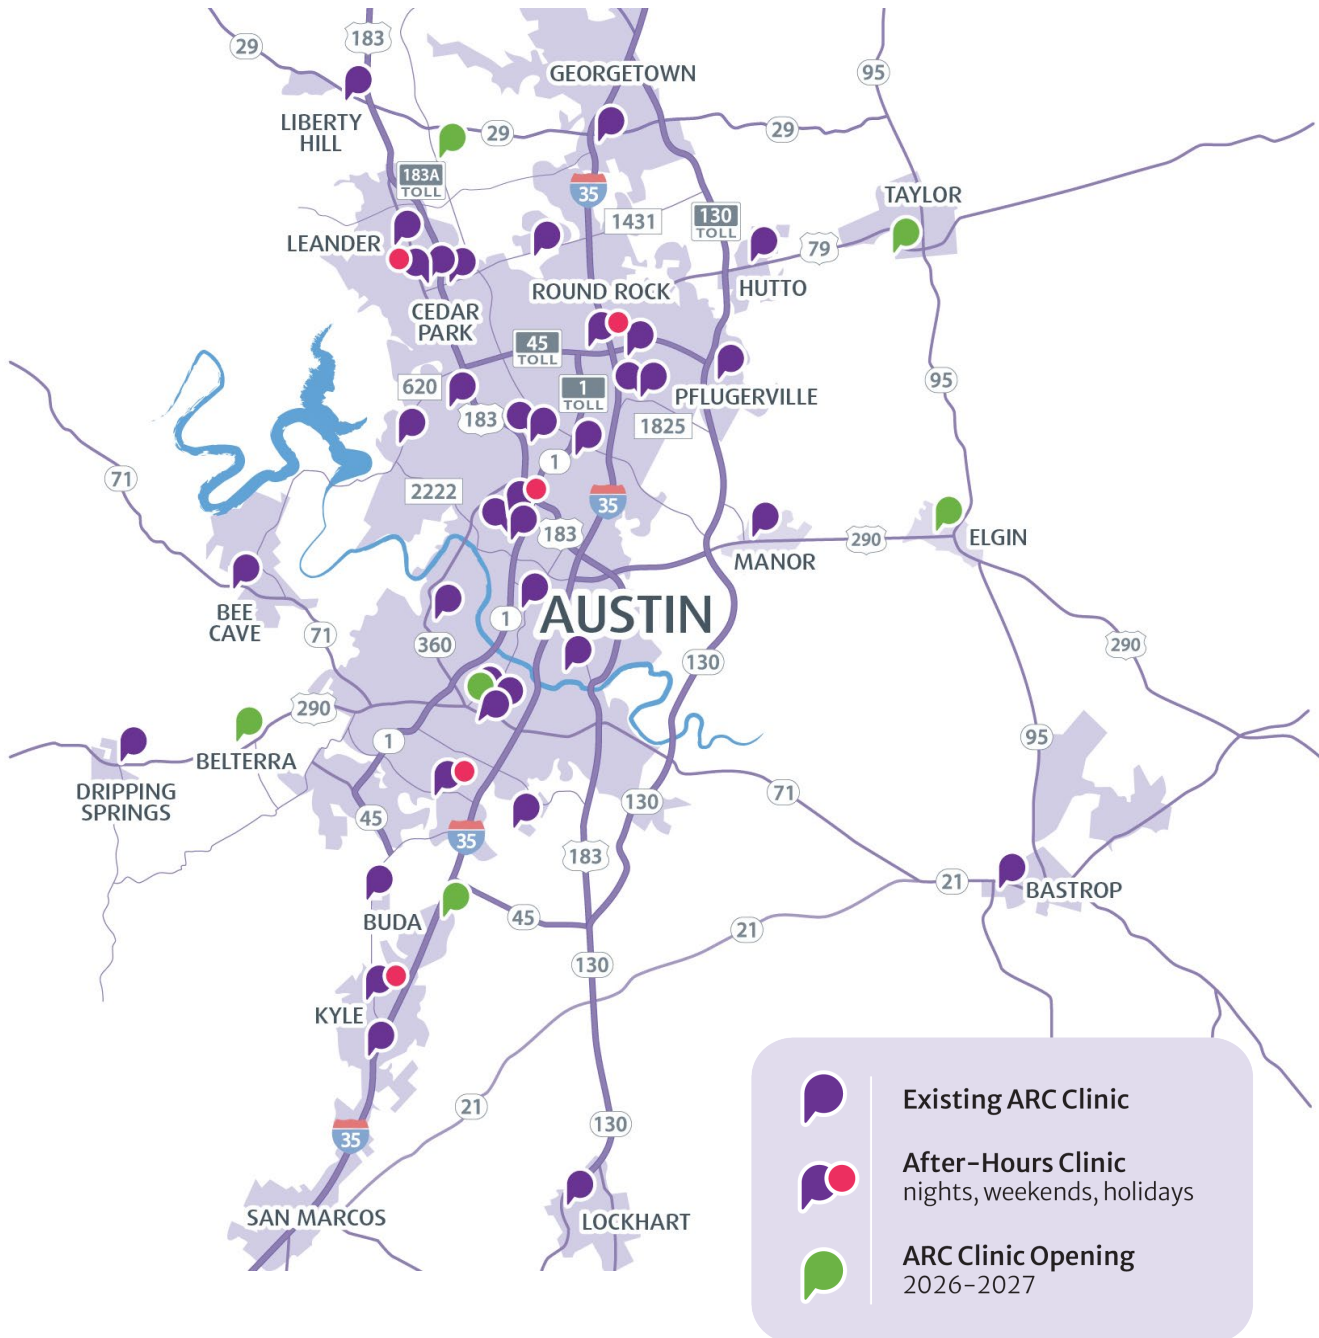 183
29
95
GEORGETOWN
LIBERTY
HILL
29
29
183A
TOLL
35
1431
130
TOLL
TAYLOR
LEANDER
79
HUTTO
ROUND ROCK
CEDAR
PARK
45
TOLL
620
1
TOLL
95
PFLUGERVILLE
183
1825
1
71
2222
35
183
290
ELGIN
MANOR
AUSTIN
BEE
CAVE
1
71
360
130
290
290
1
95
BELTERRA
DRIPPING
SPRINGS
130
71
45
35
183
21
BASTROP
BUDA
45
21
130
KYLE
21
130
35
SAN MARCOS
LOCKHART
Existing ARC Clinic
After-Hours Clinic
nights, weekends, holidays
ARC Clinic Opening
2026-2027